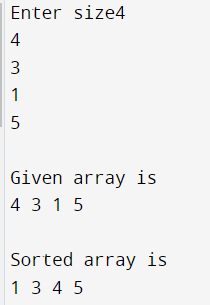 Enter size4
4
3
1
5
Given array is
4 3 1 5
Sorted array is
1 3 4 5